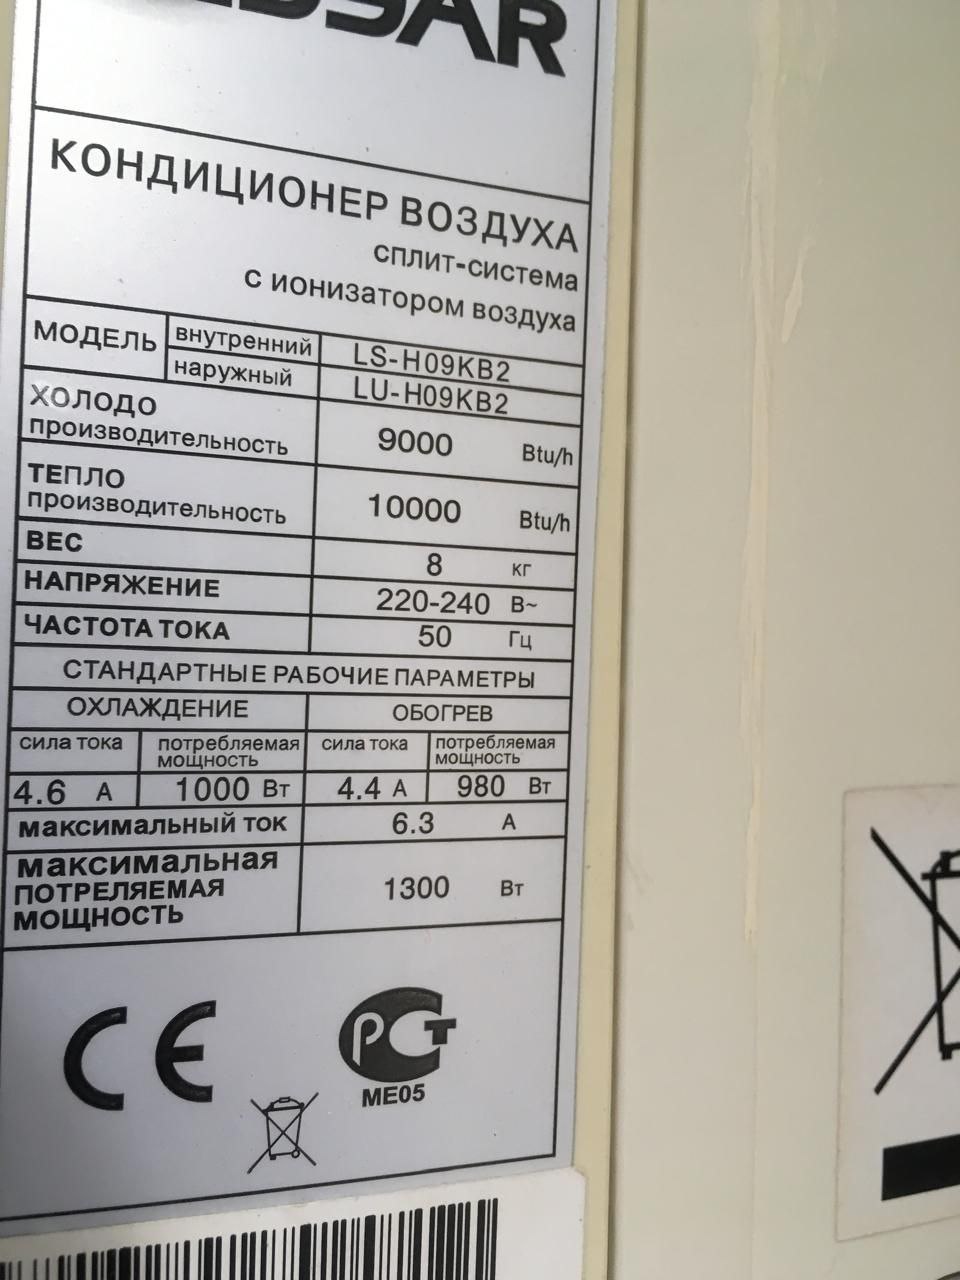 КОНДИЦИОНЕР ВОЗДУХА
сплит-система
с ионизатором воздуха
МОДЕЛЬ внутренний LS-H09KB2
наружный LU-H09KB2
ХОЛОДО
производительность 9000 Btu/h
ТЕПЛО
производительность 10000 Btu/h
ВЕС 8 кг
НАПРЯЖЕНИЕ 220-240 В~
ЧАСТОТА ТОКА 50 Гц
СТАНДАРТНЫЕ РАБОЧИЕ ПАРАМЕТРЫ
ОХЛАЖДЕНИЕ ОБОГРЕВ
сила тока потребляемая мощность сила тока потребляемая мощность
4.6 А 1000 Вт 4.4 А 980 Вт
максимальный ток 6.3 А
максимальная
ПОТРЕЛЯЕМАЯ
МОЩНОСТЬ 1300 Вт
CE РСТ
ME05